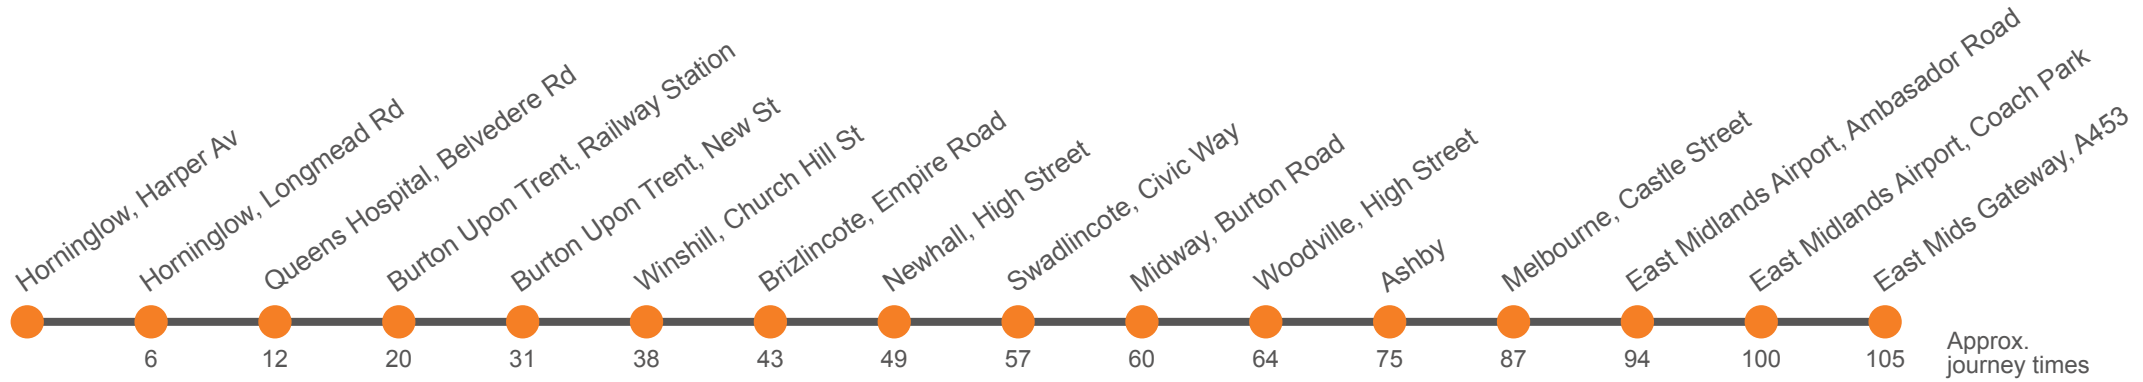 Horninglow, Harper Av
Horninglow, Longmead Rd
Queens Hospital, Belvedere Rd
Burton Upon Trent, Railway Station
Burton Upon Trent, New St
Winshill, Church Hill St
Brizlincote, Empire Road
Newhall, High Street
Swadlincote, Civic Way
Midway, Burton Road
Woodville, High Street
Ashby
Melbourne, Castle Street
East Midlands Airport, Ambasador Road
East Midlands Airport, Coach Park
East Mids Gateway, A453
6 12 20 31 38 43 49 57 60 64 75 87 94 100 105
Approx.
journey times